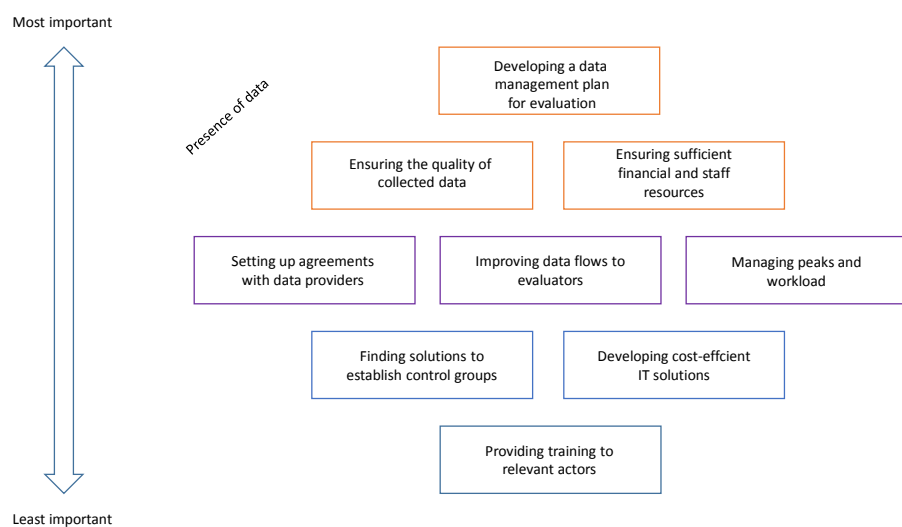 Most important
Developing a data
management plan
for evaluation
Presence of data
Ensuring the quality of
collected data
Ensuring sufficient
financial and staff
resources
Setting up agreements
with data providers
Improving data flows to
evaluators
Managing peaks and
workload
Finding solutions to
establish control groups
Developing cost-effcient
IT solutions
Providing training to
relevant actors
Least important